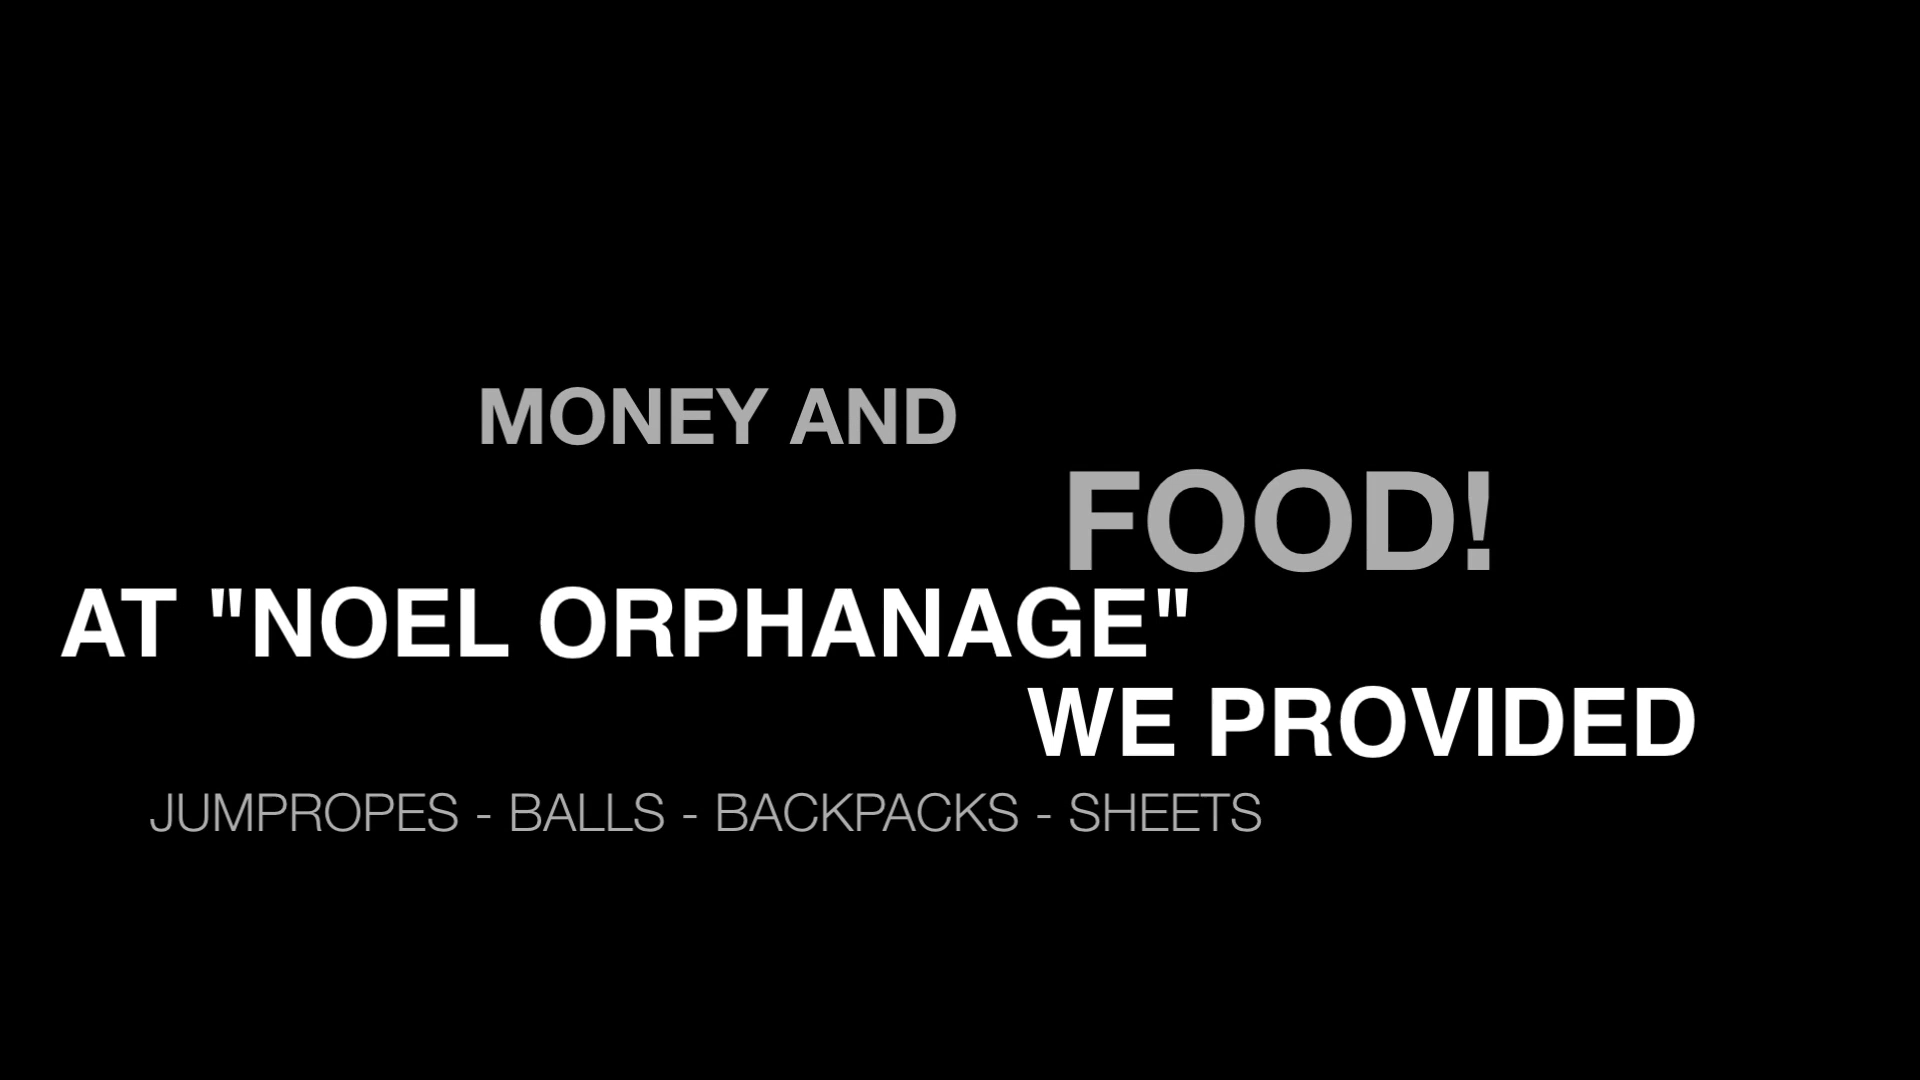 MONEY AND
FOOD!
AT "NOEL ORPHANAGE"
WE PROVIDED
JUMPROPES - BALLS - BACKPACKS - SHEETS